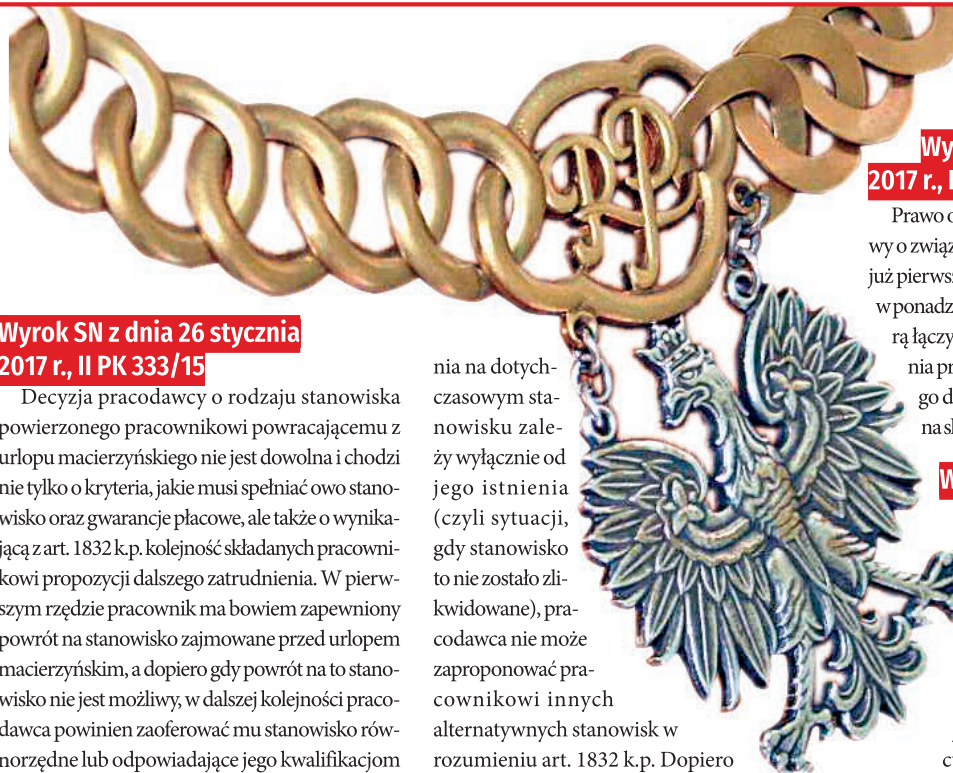 Wyrok SN z dnia 26 stycznia
2017 r., II PK 333/15
Decyzja pracodawcy o rodzaju stanowiska
powierzonego pracownikowi powracającemu z
urlopu macierzyńskiego nie jest dowolna i chodzi
nie tylko o kryteria, jakie musi spełniać owo stano-
wisko oraz gwarancje płacowe, ale także o wynika-
jącą z art. 1832 k.p. kolejność składanych pracowni-
kowi propozycji dalszego zatrudnienia. W pierw-
szym rzędzie pracownik ma bowiem zapewniony
powrót na stanowisko zajmowane przed urlopem
macierzyńskim, a dopiero gdy powrót na to stano-
wisko nie jest możliwy, w dalszej kolejności praco-
dawca powinien zaoferować mu stanowisko rów-
norzędne lub odpowiadające jego kwalifikacjom
nia na dotych-
czasowym sta-
nowisku zale-
ży wyłącznie od
jego istnienia
(czyli sytuacji,
gdy stanowisko
to nie zostało zli-
kwidowane), pra-
codawca nie może
zaproponować pra-
cownikowi innych
alternatywnych stanowisk w
rozumieniu art. 1832 k.p. Dopiero
RP
Wy
2017 r., I
Prawo o
wy o związ
już pierwsz
w ponadz
rą łączy
nia pr
go d
na sł
W